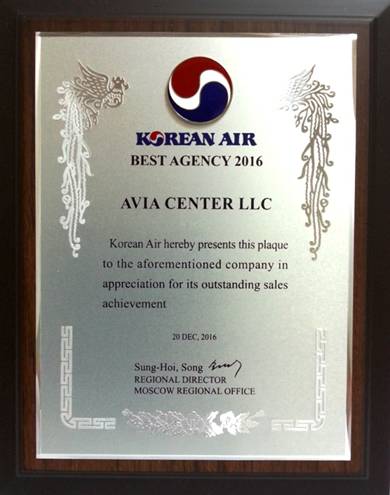 KOREAN AIR
BEST AGENCY 2016
AVIA CENTER LLC
Korean Air hereby presents this plaque
to the aforementioned company in
appreciation for its outstanding sales
achievement
20 DEC, 2016
Sung-Hoi, Song
REGIONAL DIRECTOR
MOSCOW REGIONAL OFFICE